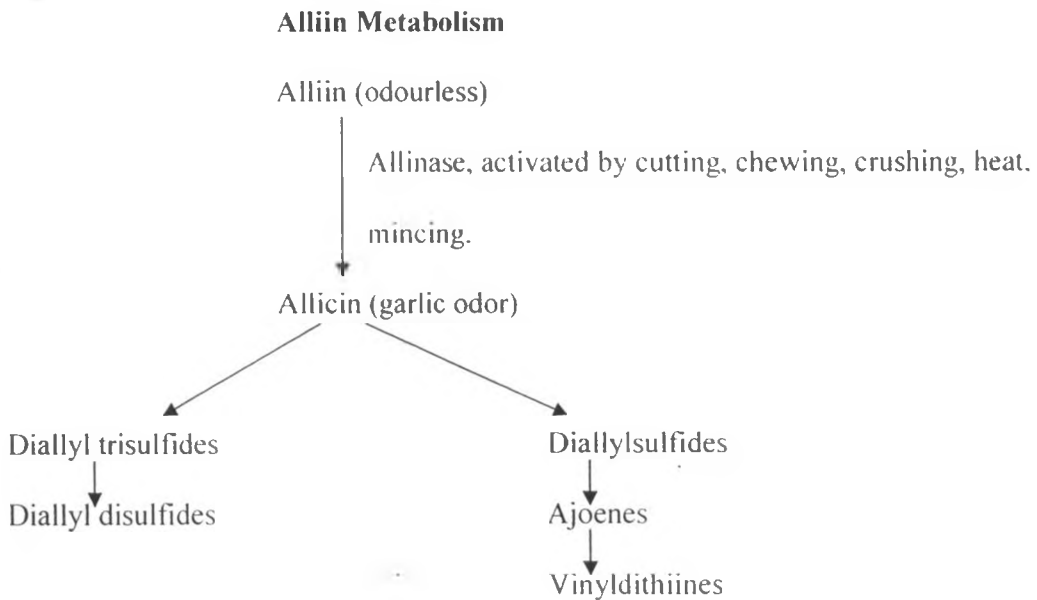 Alliin Metabolism
Alliin (odourless)
Allinase, activated by cutting, chewing, crushing, heat.
mincing.
Allicin (garlic odor)
Diallyl trisulfides
Diallylsulfides
Diallyl disulfides
Ajoenes
Vinyldithiines